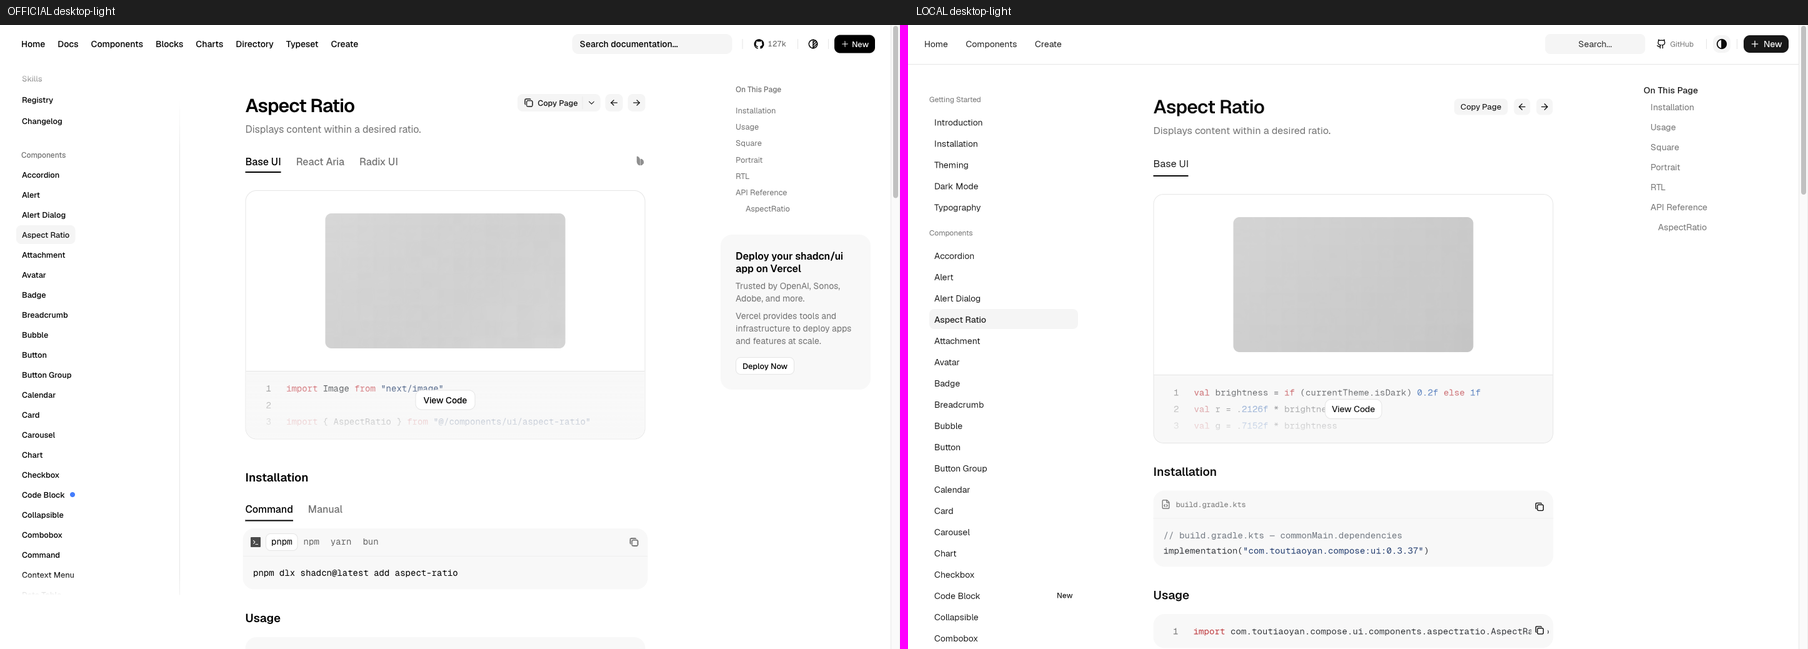 OFFICIAL desktop-light
Home Docs Components Blocks Charts Directory Typeset Create
Search documentation...
127k
+ New
Skills
Registry
Changelog
Components
Accordion
Alert
Alert Dialog
Aspect Ratio
Attachment
Avatar
Badge
Breadcrumb
Bubble
Button
Button Group
Calendar
Card
Carousel
Chart
Checkbox
Code Block
Collapsible
Combobox
Command
Context Menu
Aspect Ratio
Copy Page
Displays content within a desired ratio.
Base UI React Aria Radix UI
1 import Image from "next/image"
2
3 import { AspectRatio } from "@/components/ui/aspect-ratio"
View Code
Installation
Command Manual
pnpm npm yarn bun
pnpm dlx shadcn@latest add aspect-ratio
Usage
On This Page
Installation
Usage
Square
Portrait
RTL
API Reference
AspectRatio
Deploy your shadcn/ui
app on Vercel
Trusted by OpenAI, Sonos,
Adobe, and more.
Vercel provides tools and
infrastructure to deploy apps
and features at scale.
Deploy Now
LOCAL desktop-light
Home Components Create
Search...
GitHub
+ New
Getting Started
Introduction
Installation
Theming
Dark Mode
Typography
Components
Accordion
Alert
Alert Dialog
Aspect Ratio
Attachment
Avatar
Badge
Breadcrumb
Bubble
Button
Button Group
Calendar
Card
Carousel
Chart
Checkbox
Code Block New
Collapsible
Combobox
Aspect Ratio
Copy Page
Displays content within a desired ratio.
Base UI
1 val brightness = if (currentTheme.isDark) 0.2f else 1f
2 val r = .2126f * brightne
3 val g = .7152f * brightness
View Code
Installation
build.gradle.kts
// build.gradle.kts — commonMain.dependencies
implementation("com.toutiaoyan.compose:ui:0.3.37")
Usage
1 import com.toutiaoyan.compose.ui.components.aspectratio.AspectRa
On This Page
Installation
Usage
Square
Portrait
RTL
API Reference
AspectRatio